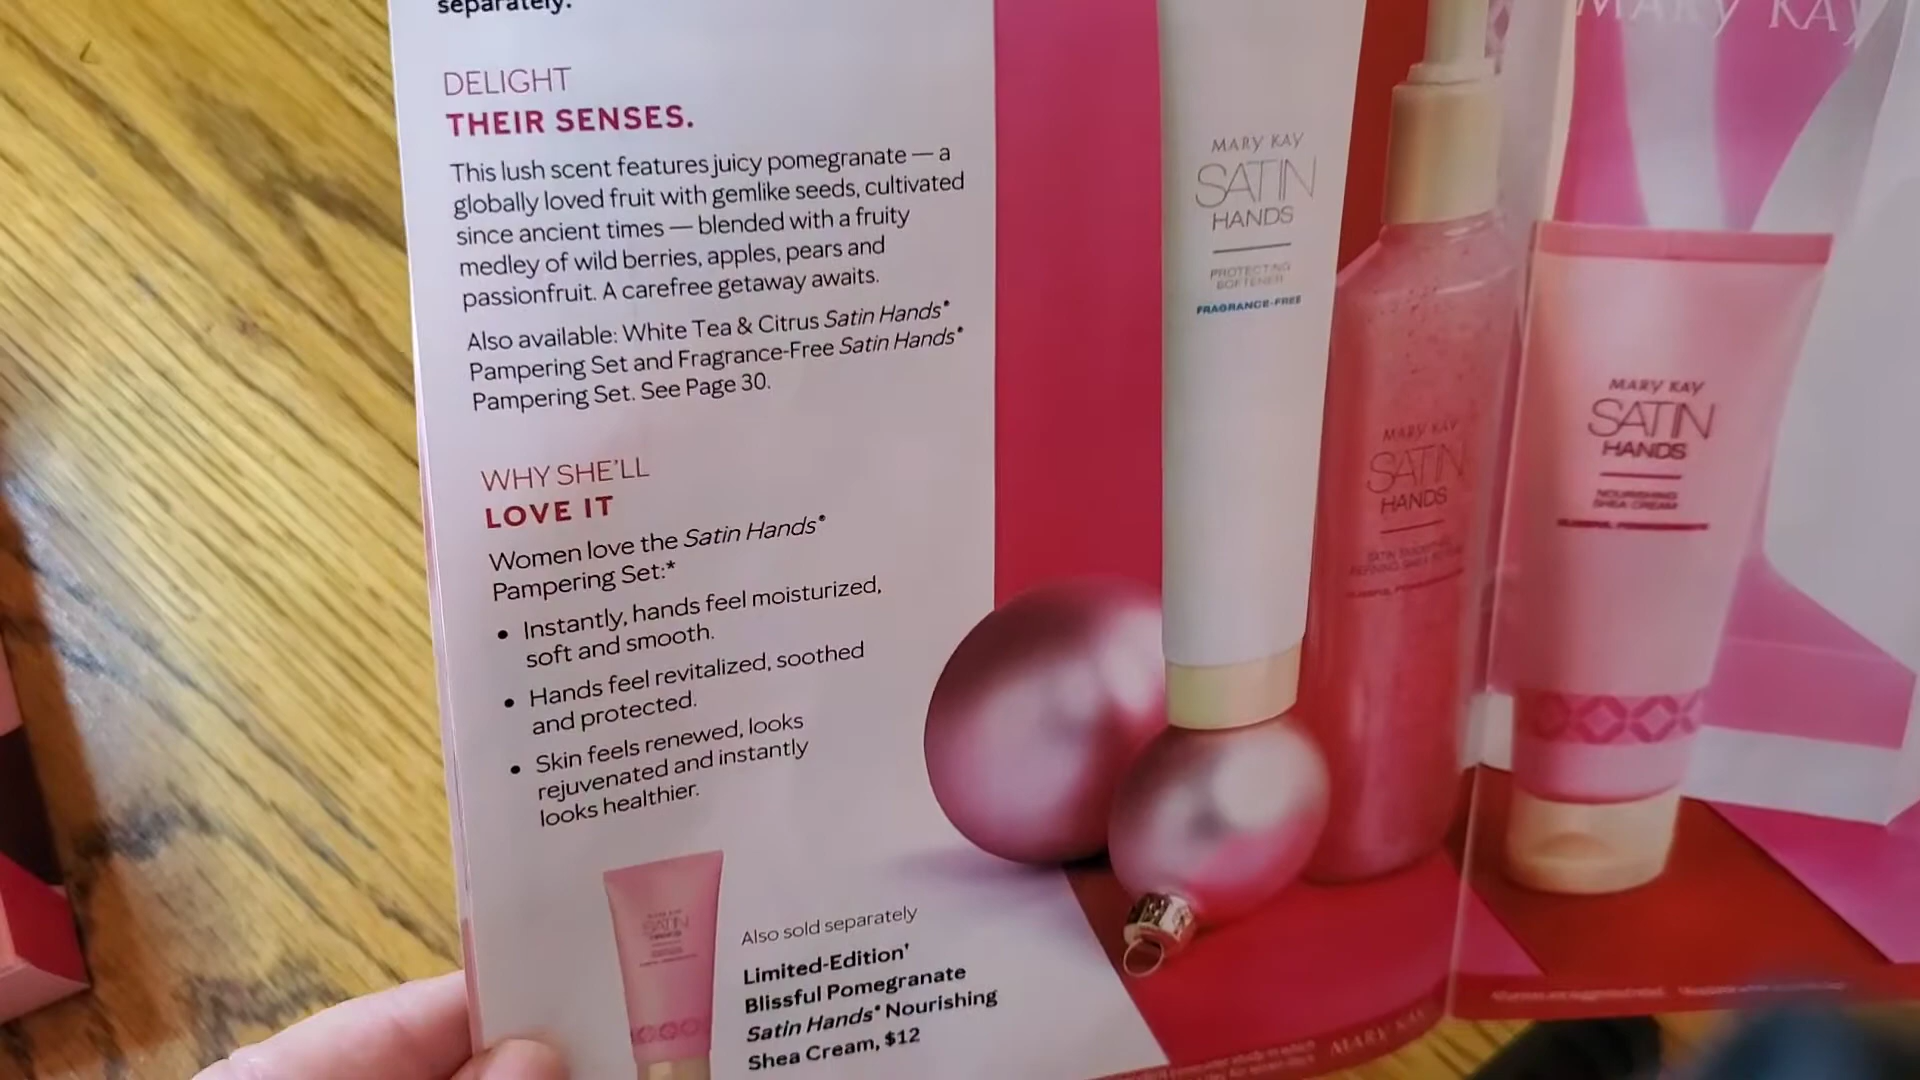 separately.
DELIGHT
THEIR SENSES.
This lush scent features juicy pomegranate — a
globally loved fruit with gemlike seeds, cultivated
since ancient times — blended with a fruity
medley of wild berries, apples, pears and
passionfruit. A carefree getaway awaits.
Also available: White Tea & Citrus Satin Hands®
Pampering Set and Fragrance-Free Satin Hands®
Pampering Set. See Page 30.
WHY SHE'LL
LOVE IT
Women love the Satin Hands®
Pampering Set:*
• Instantly, hands feel moisturized,
soft and smooth.
• Hands feel revitalized, soothed
and protected.
• Skin feels renewed, looks
rejuvenated and instantly
looks healthier.
SATIN
Also sold separately
Limited-Edition†
Blissful Pomegranate
Satin Hands® Nourishing
Shea Cream, $12
MARY KAY
SATIN
HANDS
PROTECTING
SOFTENER
FRAGRANCE-FREE
MARY KAY
SATIN
HANDS
MARY KAY
SATIN
HANDS
NOURISHING
SHEA CREAM
MARY KAY
MARY KAY